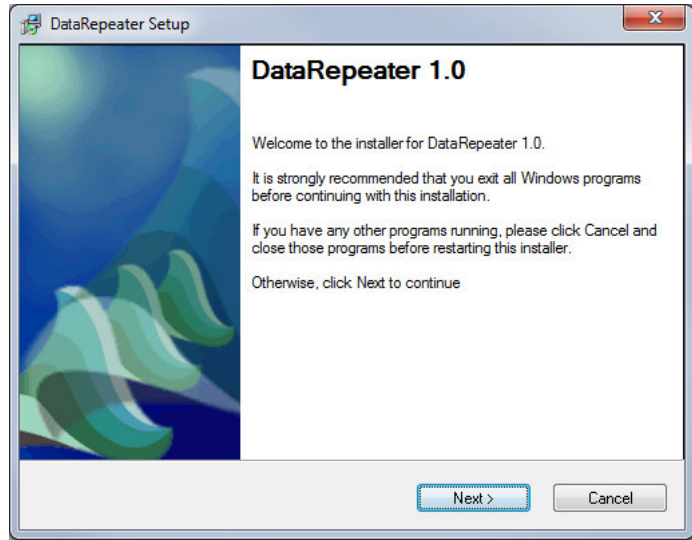 DataRepeater Setup
DataRepeater 1.0
Welcome to the installer for DataRepeater 1.0.
It is strongly recommended that you exit all Windows programs
before continuing with this installation.
If you have any other programs running, please click Cancel and
close those programs before restarting this installer.
Otherwise, click Next to continue
Next >
Cancel